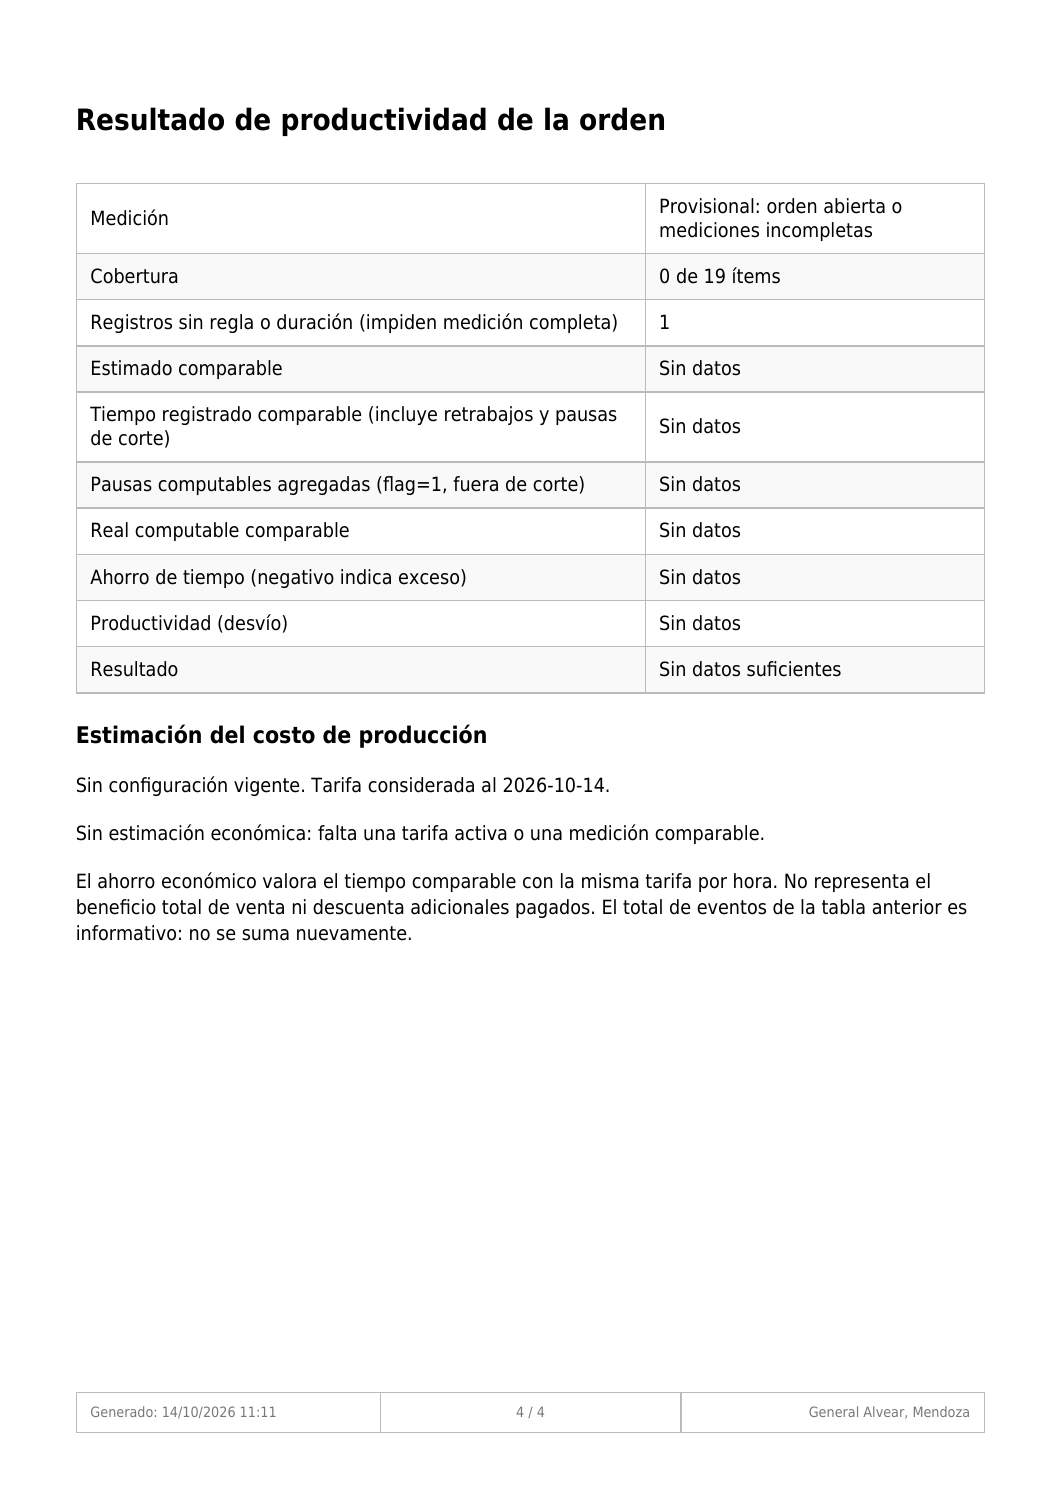 Resultado de productividad de la orden
Medición
Provisional: orden abierta o
mediciones incompletas
Cobertura
0 de 19 ítems
Registros sin regla o duración (impiden medición completa)
1
Estimado comparable
Sin datos
Tiempo registrado comparable (incluye retrabajos y pausas
de corte)
Sin datos
Pausas computables agregadas (flag=1, fuera de corte)
Sin datos
Real computable comparable
Sin datos
Ahorro de tiempo (negativo indica exceso)
Sin datos
Productividad (desvío)
Sin datos
Resultado
Sin datos suficientes
Estimación del costo de producción
Sin configuración vigente. Tarifa considerada al 2026-10-14.
Sin estimación económica: falta una tarifa activa o una medición comparable.
El ahorro económico valora el tiempo comparable con la misma tarifa por hora. No representa el
beneficio total de venta ni descuenta adicionales pagados. El total de eventos de la tabla anterior es
informativo: no se suma nuevamente.
Generado: 14/10/2026 11:11
4 / 4
General Alvear, Mendoza